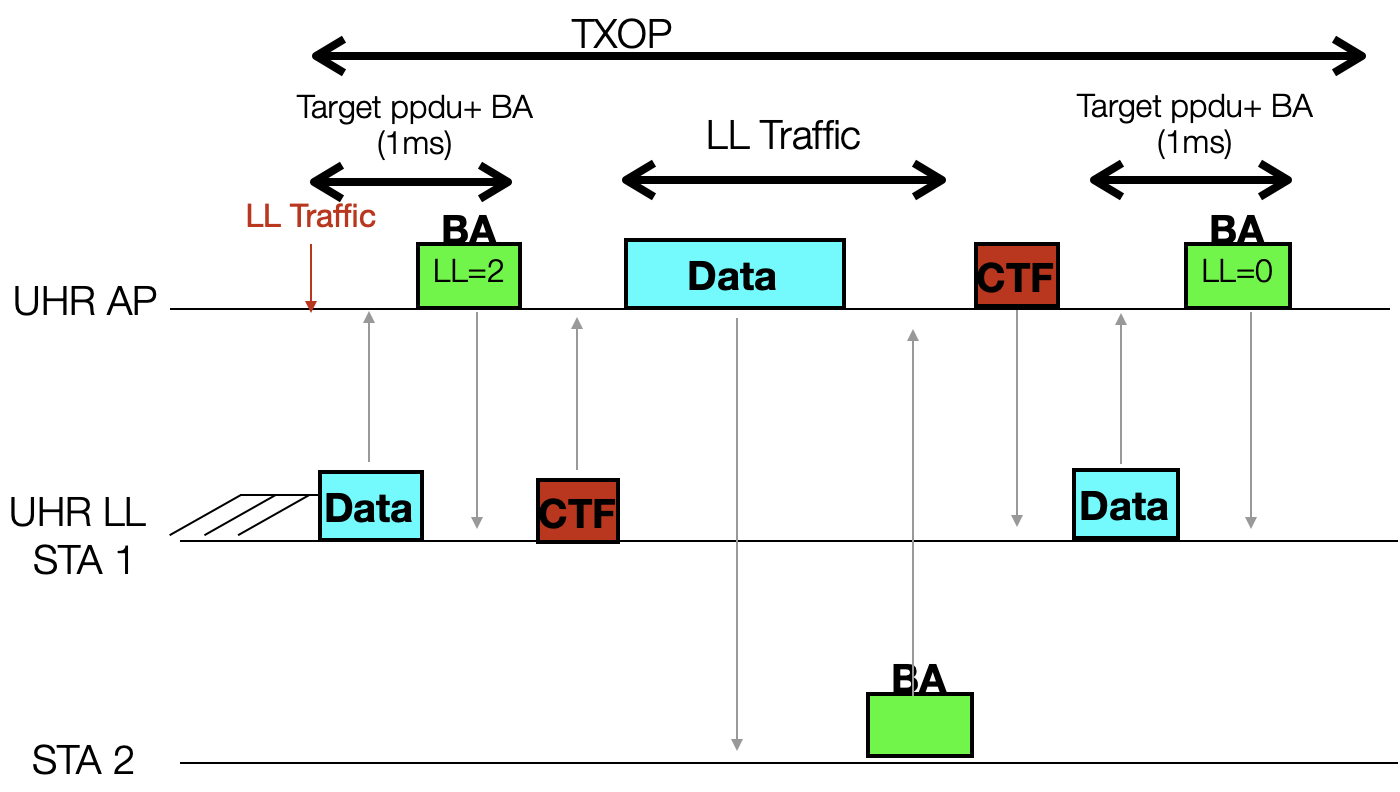 TXOP
Target ppdu+ BA
(1ms)
LL Traffic
Target ppdu+ BA
(1ms)
LL Traffic
BA
LL=2
Data
CTF
BA
LL=0
UHR AP
UHR LL
STA 1
Data
CTF
Data
BA
STA 2